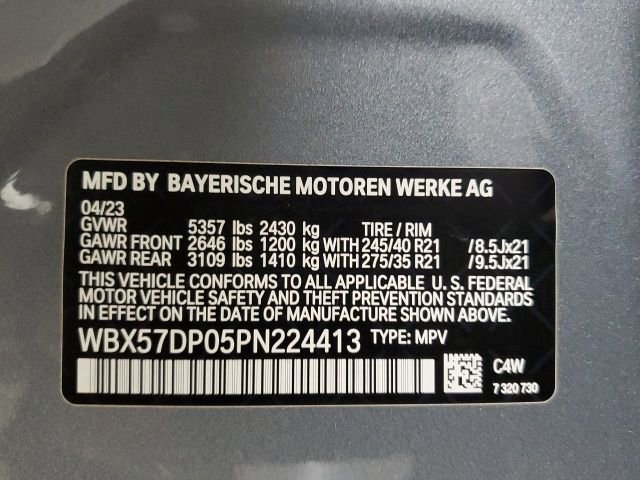 MFD BY BAYERISCHE MOTOREN WERKE AG
04/23
GVWR 5357 lbs 2430 kg TIRE / RIM
GAWR FRONT 2646 lbs 1200 kg WITH 245/40 R21 /8.5Jx21
GAWR REAR 3109 lbs 1410 kg WITH 275/35 R21 /9.5Jx21
THIS VEHICLE CONFORMS TO ALL APPLICABLE U. S. FEDERAL
MOTOR VEHICLE SAFETY AND THEFT PREVENTION STANDARDS
IN EFFECT ON THE DATE OF MANUFACTURE SHOWN ABOVE.
WBX57DP05PN224413 TYPE: MPV
C4W
7 320 730